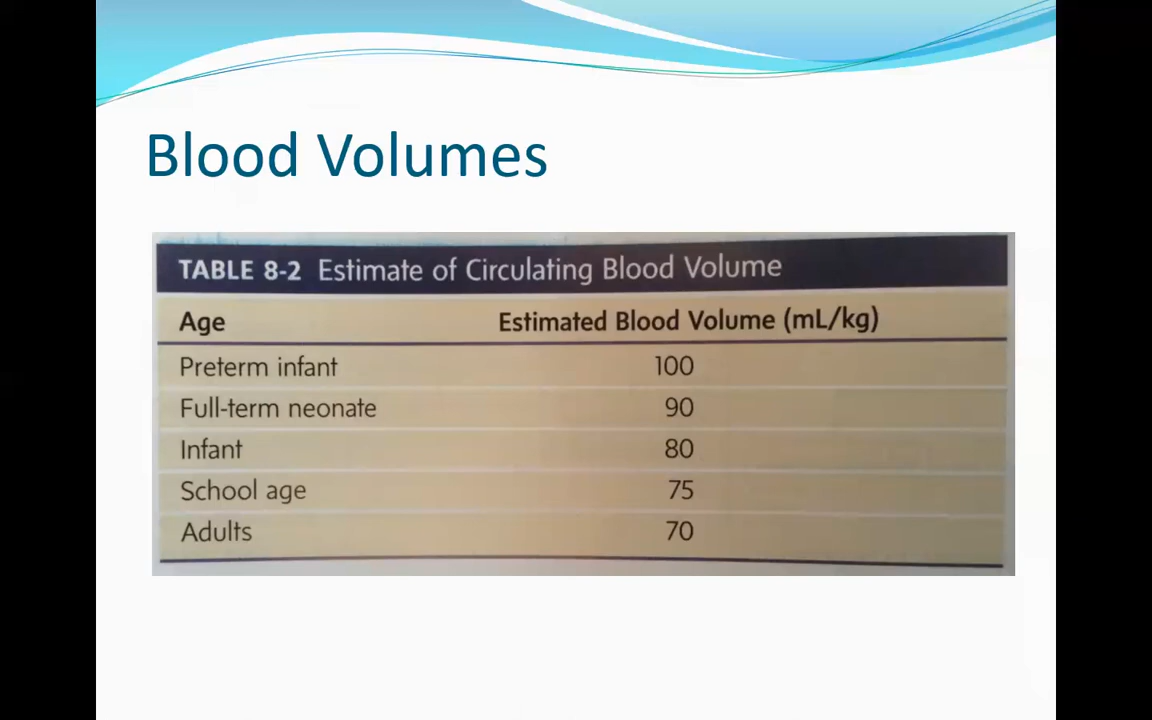 Blood Volumes
TABLE 8-2 Estimate of Circulating Blood Volume
Age Estimated Blood Volume (mL/kg)
Preterm infant 100
Full-term neonate 90
Infant 80
School age 75
Adults 70